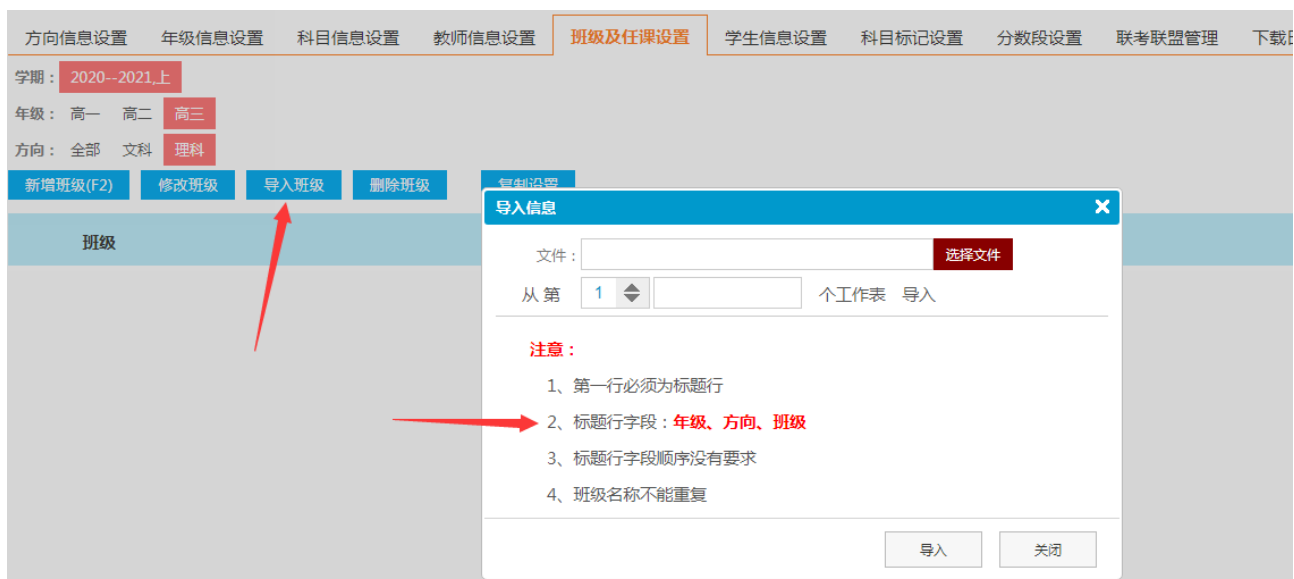 方向信息设置 年级信息设置 科目信息设置 教师信息设置 班级及任课设置 学生信息设置 科目标记设置 分数段设置 联考联盟管理 下载
学期： 2020--2021,上
年级： 高一 高二 高三
方向： 全部 文科 理科
新增班级(F2) 修改班级 导入班级 删除班级 复制设置
班级
导入信息
文件： 选择文件
从 第 1 个工作表 导入
注意：
1、第一行必须为标题行
2、标题行字段：年级、方向、班级
3、标题行字段顺序没有要求
4、班级名称不能重复
导入 关闭